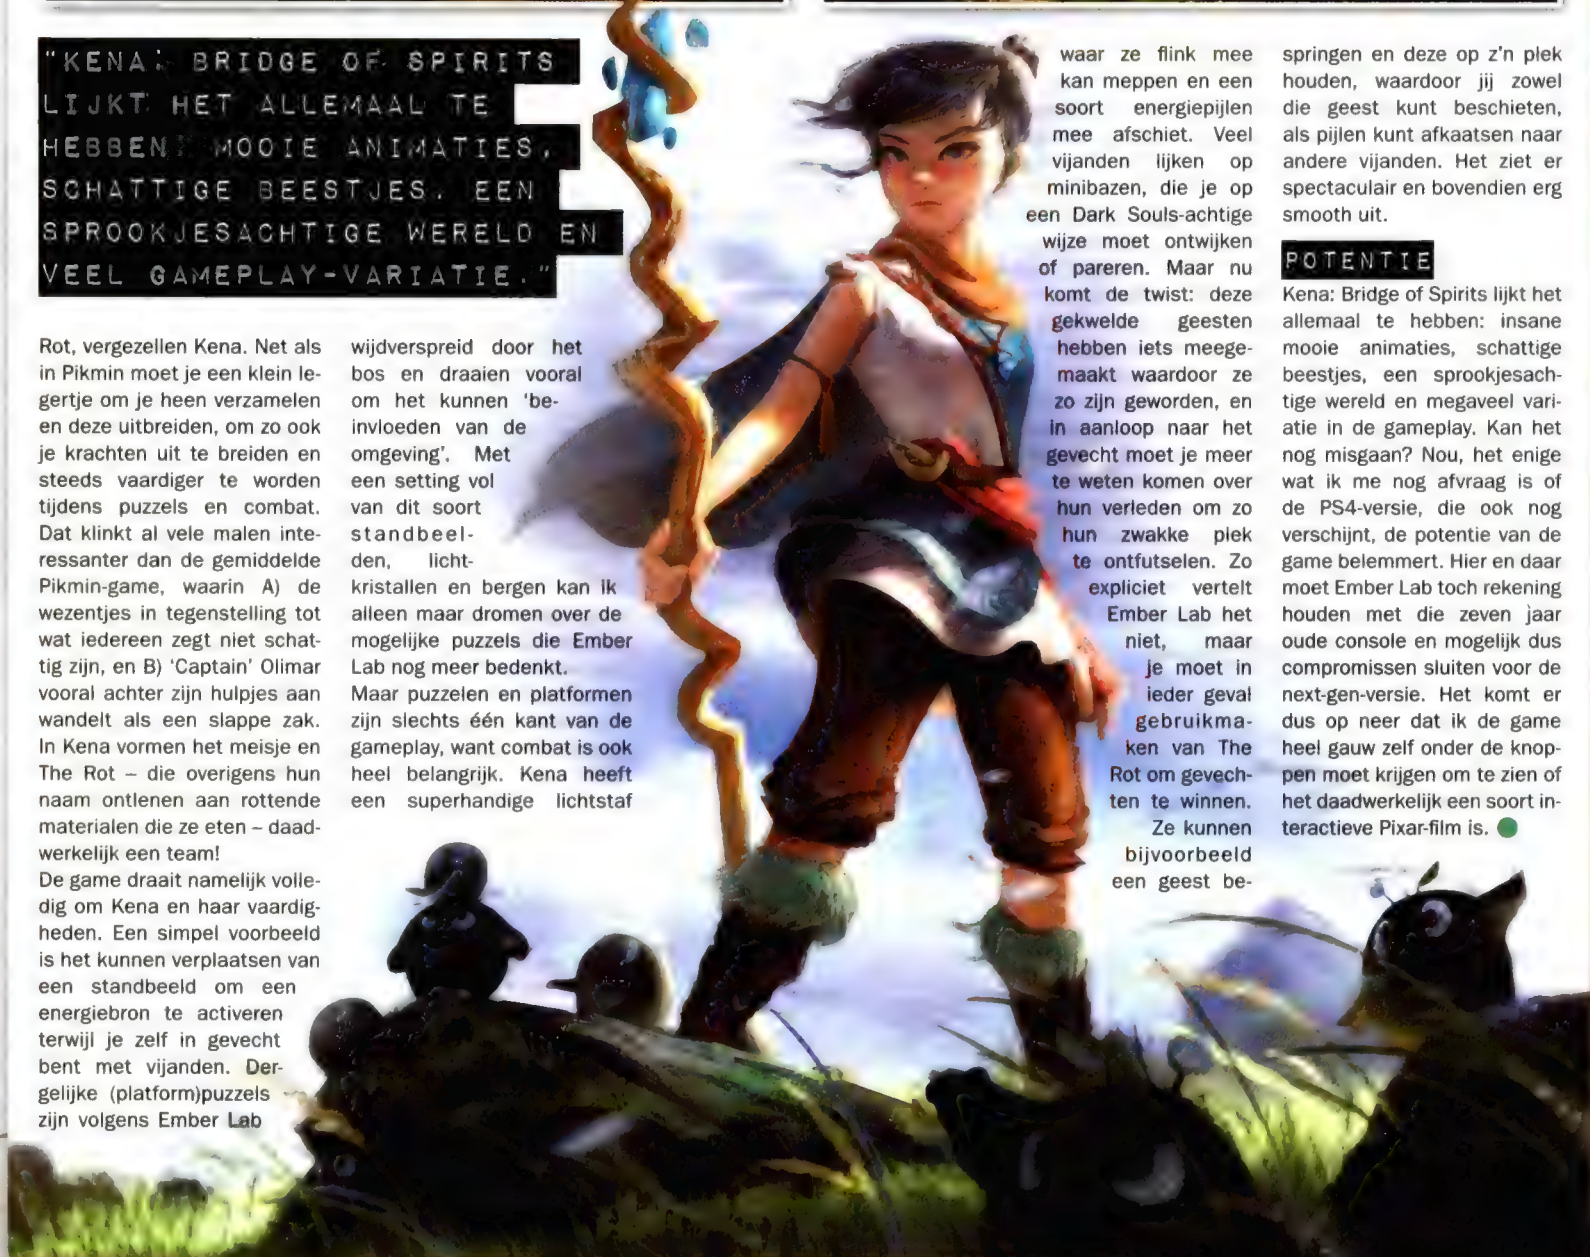 "KENA: BRIDGE OF SPIRITS
LIJKT HET ALLEMAAL TE
HEBBEN: MOOIE ANIMATIES,
SCHATTIGE BEESTJES, EEN
SPROOKJESACHTIGE WERELD EN
VEEL GAMEPLAY-VARIATIE."
Rot, vergezellen Kena. Net als
in Pikmin moet je een klein le-
gertje om je heen verzamelen
en deze uitbreiden, om zo ook
je krachten uit te breiden en
steeds vaardiger te worden
tijdens puzzels en combat.
Dat klinkt al vele malen inte-
ressanter dan de gemiddelde
Pikmin-game, waarin A) de
wezentjes in tegenstelling tot
wat iedereen zegt niet schat-
tig zijn, en B) 'Captain' Olimar
vooral achter zijn hulpjes aan
wandelt als een slappe zak.
In Kena vormen het meisje en
The Rot – die overigens hun
naam ontlenen aan rottende
materialen die ze eten – daad-
werkelijk een team!
De game draait namelijk volle-
dig om Kena en haar vaardig-
heden. Een simpel voorbeeld
is het kunnen verplaatsen van
een standbeeld om een
energiebron te activeren
terwijl je zelf in gevecht
bent met vijanden. Der-
gelijke (platform)puzzels
zijn volgens Ember Lab
wijdverspreid door het
bos en draaien vooral
om het kunnen 'be-
invloeden van de
omgeving'. Met
een setting vol
van dit soort
standbeel-
den, licht-
kristallen en bergen kan ik
alleen maar dromen over de
mogelijke puzzels die Ember
Lab nog meer bedenkt.
Maar puzzelen en platformen
zijn slechts één kant van de
gameplay, want combat is ook
heel belangrijk. Kena heeft
een superhandige lichtstaf
waar ze flink mee
kan meppen en een
soort energiepijlen
mee afschiet. Veel
vijanden lijken op
minibazen, die je op
een Dark Souls-achtige
wijze moet ontwijken
of pareren. Maar nu
komt de twist: deze
gekwelde geesten
hebben iets meege-
maakt waardoor ze
zo zijn geworden, en
in aanloop naar het
gevecht moet je meer
te weten komen over
hun verleden om zo
hun zwakke plek
te ontfutselen. Zo
expliciet vertelt
Ember Lab het
niet, maar
je moet in
ieder geval
gebruikma-
ken van The
Rot om gevech-
ten te winnen.
Ze kunnen
bijvoorbeeld
een geest be-
springen en deze op z'n plek
houden, waardoor jij zowel
die geest kunt beschieten,
als pijlen kunt afkaatsen naar
andere vijanden. Het ziet er
spectaculair en bovendien erg
smooth uit.
POTENTIE
Kena: Bridge of Spirits lijkt het
allemaal te hebben: insane
mooie animaties, schattige
beestjes, een sprookjesach-
tige wereld en megaveel vari-
atie in de gameplay. Kan het
nog misgaan? Nou, het enige
wat ik me nog afvraag is of
de PS4-versie, die ook nog
verschijnt, de potentie van de
game belemmert. Hier en daar
moet Ember Lab toch rekening
houden met die zeven jaar
oude console en mogelijk dus
compromissen sluiten voor de
next-gen-versie. Het komt er
dus op neer dat ik de game
heel gauw zelf onder de knop-
pen moet krijgen om te zien of
het daadwerkelijk een soort in-
teractieve Pixar-film is.